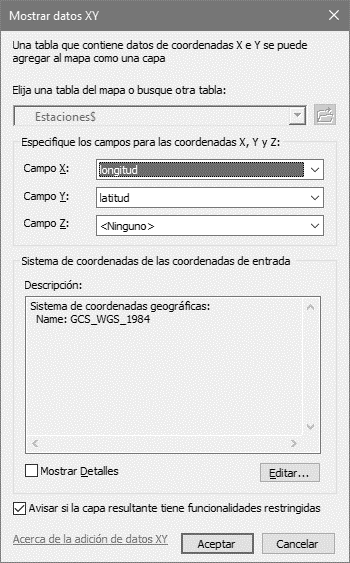 Mostrar datos XY
Una tabla que contiene datos de coordenadas X e Y se puede
agregar al mapa como una capa
Elija una tabla del mapa o busque otra tabla:
Estaciones$
Especifique los campos para las coordenadas X, Y y Z:
Campo X: longitud
Campo Y: latitud
Campo Z: <Ninguno>
Sistema de coordenadas de las coordenadas de entrada
Descripción:
Sistema de coordenadas geográficas:
Name: GCS_WGS_1984
Mostrar Detalles
Editar...
Avisar si la capa resultante tiene funcionalidades restringidas
Acerca de la adición de datos XY
Aceptar
Cancelar